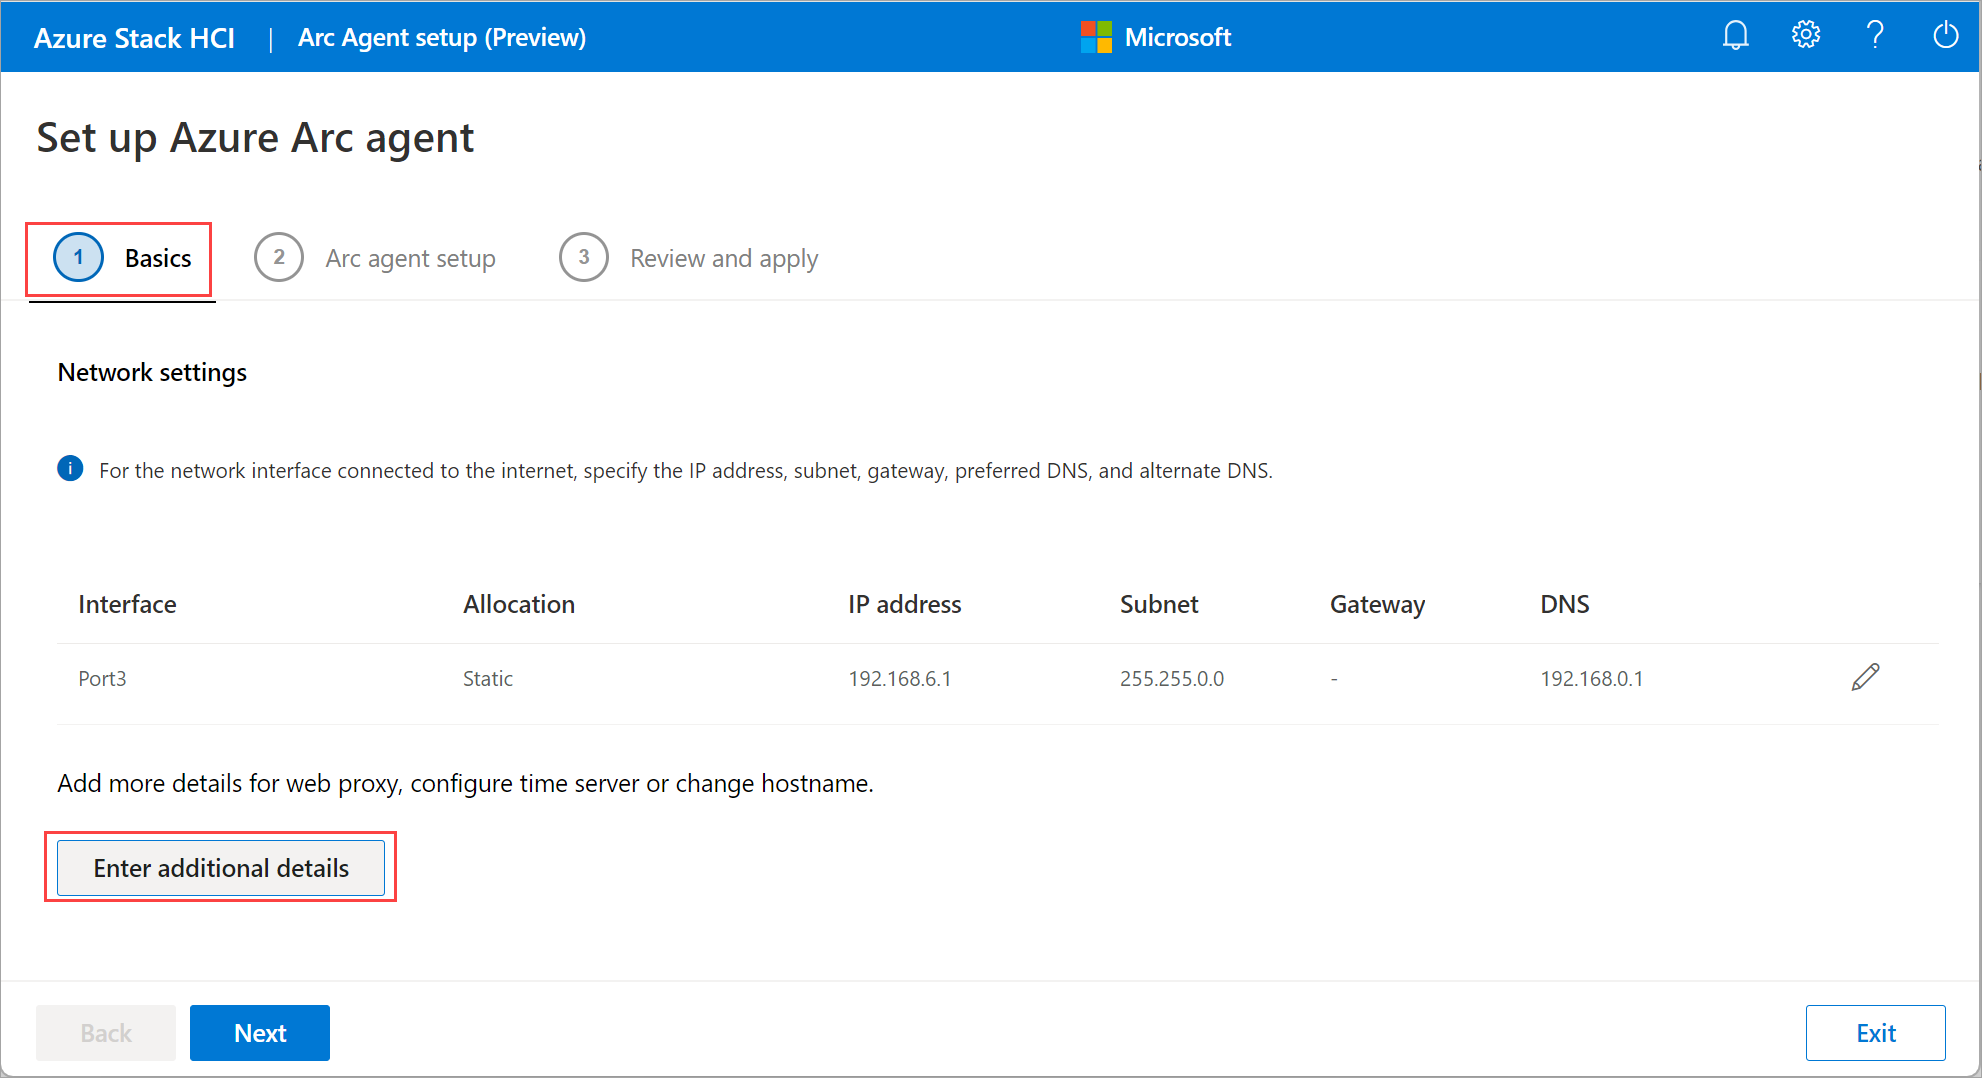 Azure Stack HCI | Arc Agent setup (Preview) Microsoft ?
Set up Azure Arc agent
1 Basics 2 Arc agent setup 3 Review and apply
Network settings
i For the network interface connected to the internet, specify the IP address, subnet, gateway, preferred DNS, and alternate DNS.
Interface Allocation IP address Subnet Gateway DNS
Port3 Static 192.168.6.1 255.255.0.0 - 192.168.0.1
Add more details for web proxy, configure time server or change hostname.
Enter additional details
Back Next Exit